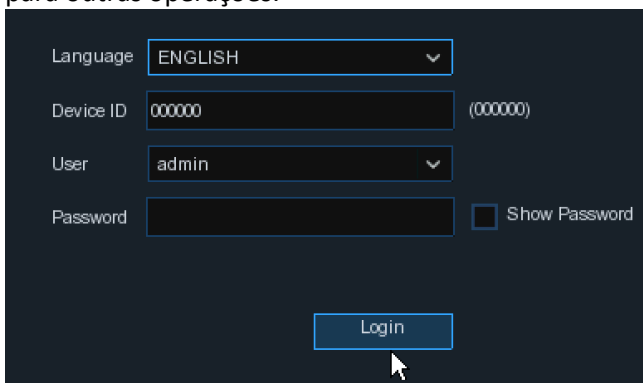 para outras operações.
Language ENGLISH
Device ID 000000 (000000)
User admin
Password Show Password
Login